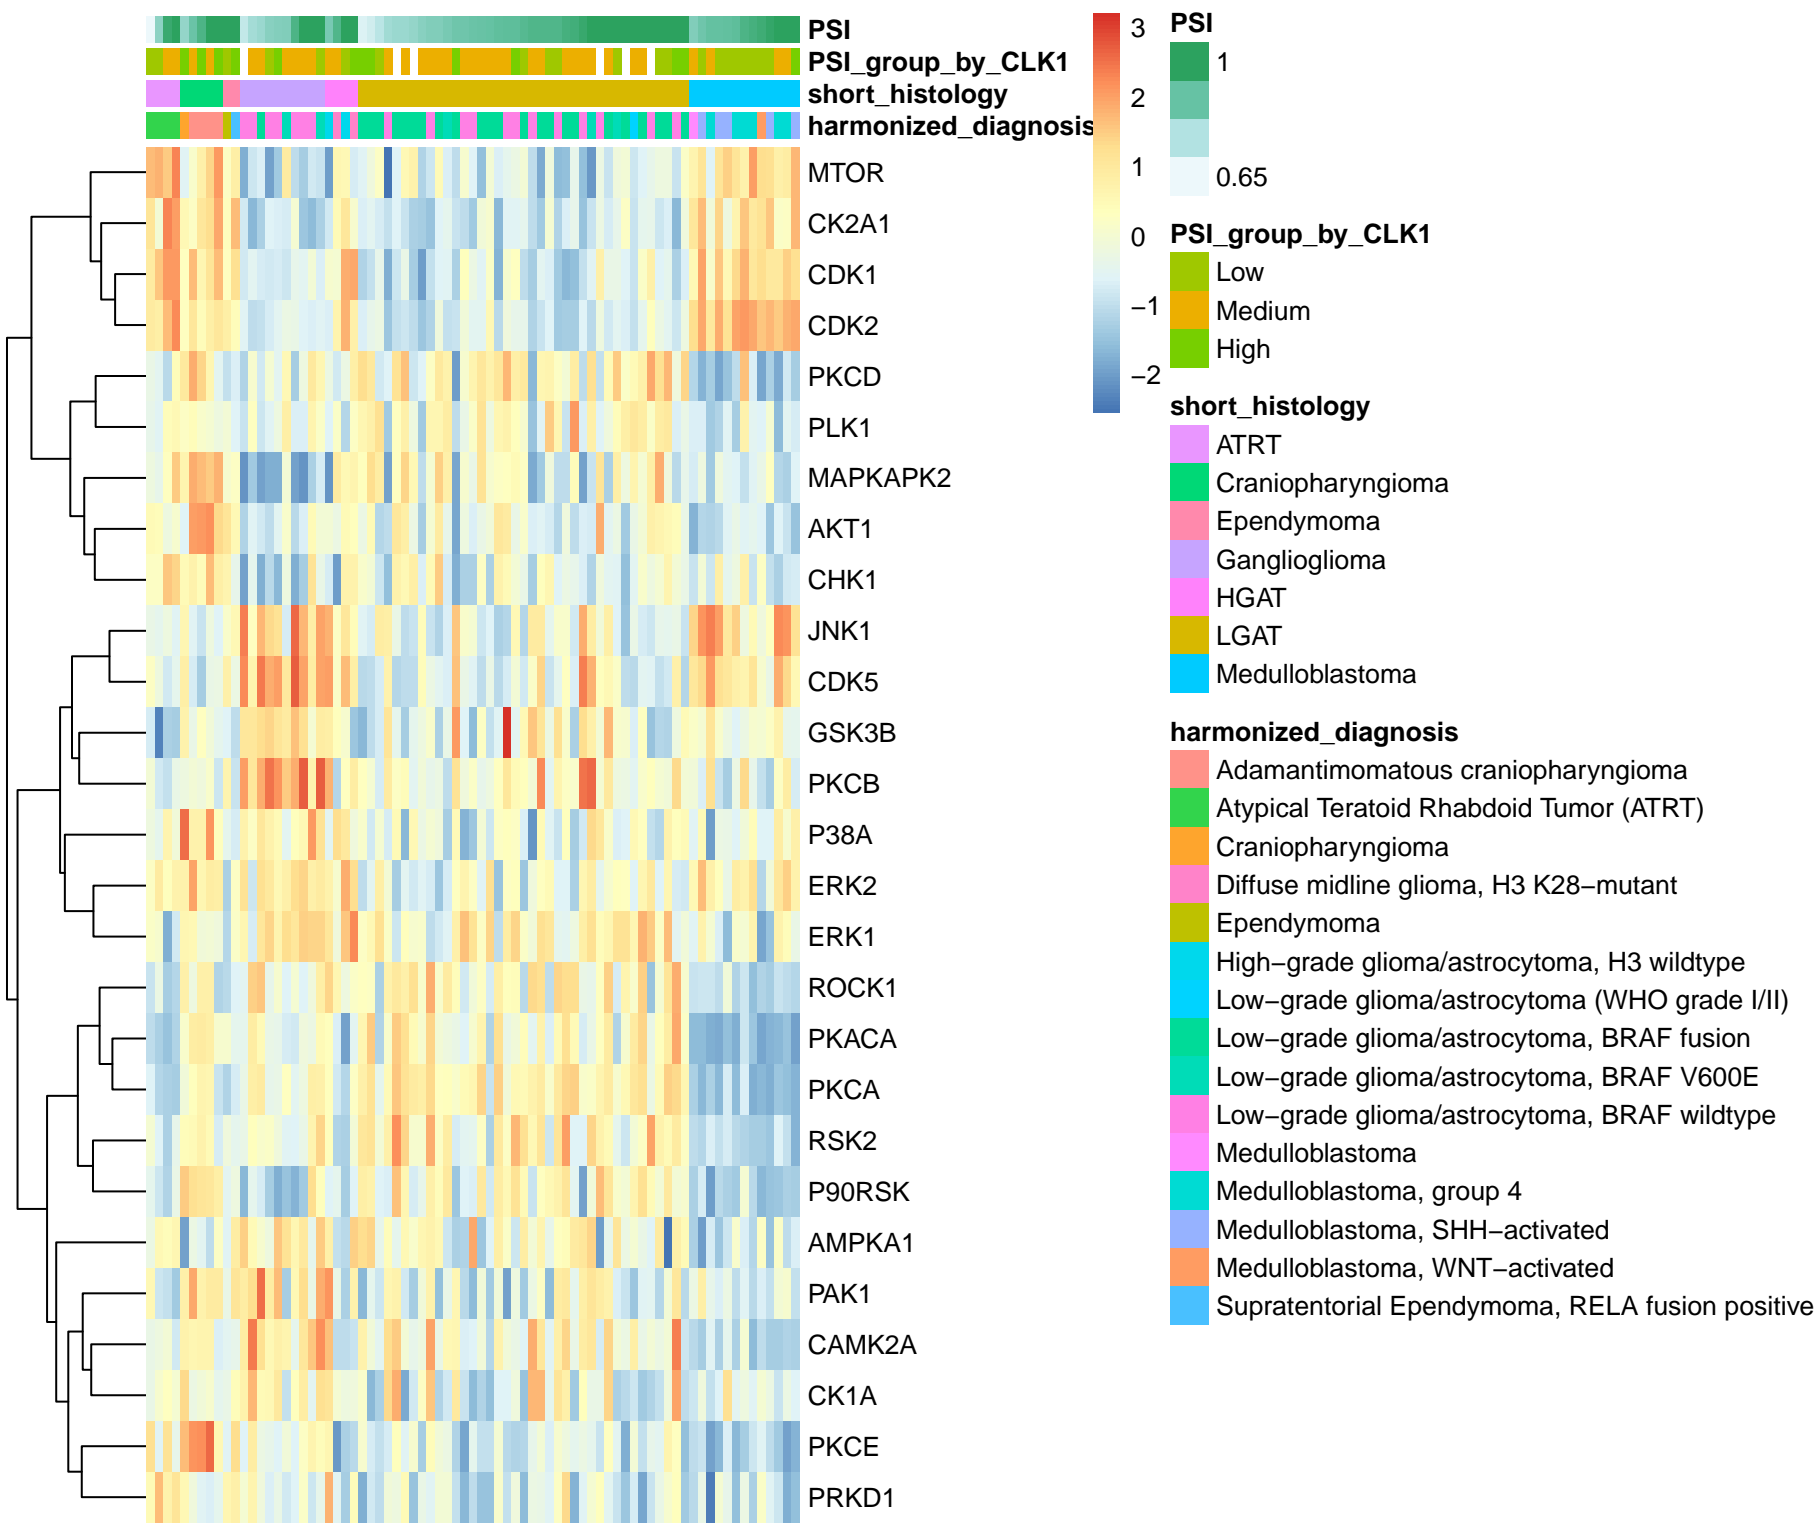 PSI
PSI_group_by_CLK1
short_histology
harmonized_diagnosis
MTOR
CK2A1
CDK1
CDK2
PKCD
PLK1
MAPKAPK2
AKT1
CHK1
JNK1
CDK5
GSK3B
PKCB
P38A
ERK2
ERK1
ROCK1
PKACA
PKCA
RSK2
P90RSK
AMPKA1
PAK1
CAMK2A
CK1A
PKCE
PRKD1
3
2
1
0
−1
−2
PSI
1
0.65
PSI_group_by_CLK1
Low
Medium
High
short_histology
ATRT
Craniopharyngioma
Ependymoma
Ganglioglioma
HGAT
LGAT
Medulloblastoma
harmonized_diagnosis
Adamantimomatous craniopharyngioma
Atypical Teratoid Rhabdoid Tumor (ATRT)
Craniopharyngioma
Diffuse midline glioma, H3 K28−mutant
Ependymoma
High−grade glioma/astrocytoma, H3 wildtype
Low−grade glioma/astrocytoma (WHO grade I/II)
Low−grade glioma/astrocytoma, BRAF fusion
Low−grade glioma/astrocytoma, BRAF V600E
Low−grade glioma/astrocytoma, BRAF wildtype
Medulloblastoma
Medulloblastoma, group 4
Medulloblastoma, SHH−activated
Medulloblastoma, WNT−activated
Supratentorial Ependymoma, RELA fusion positive